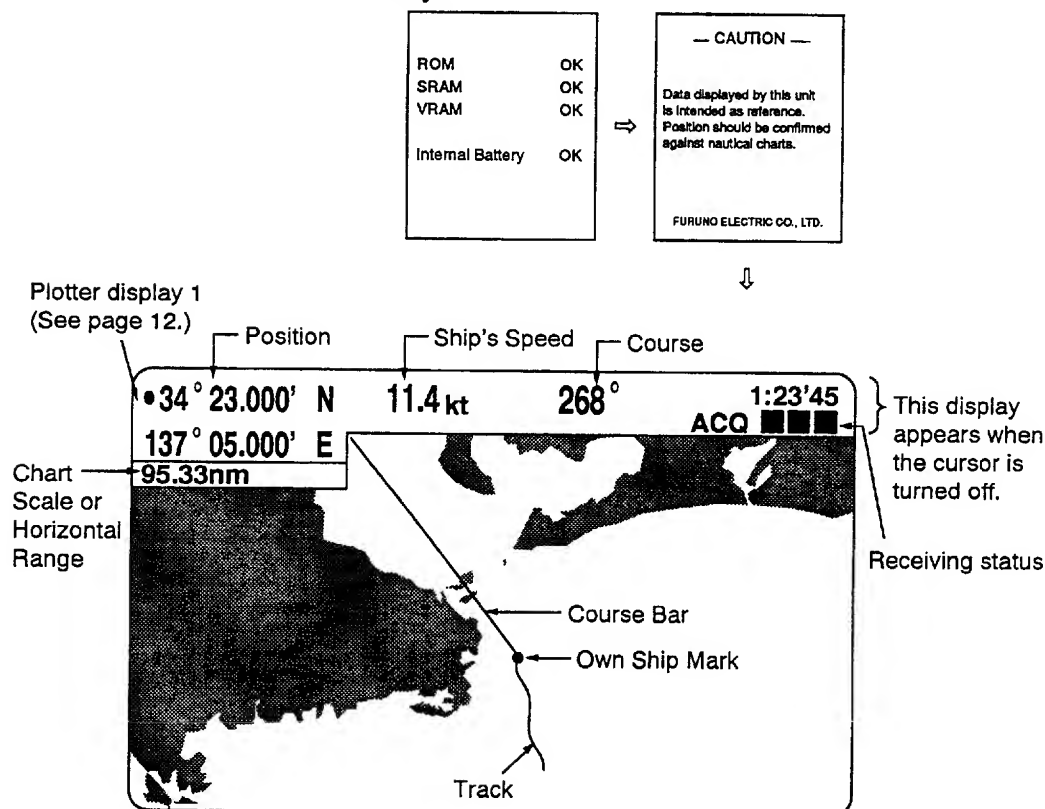 ROM OK
SRAM OK
VRAM OK
Internal Battery OK
— CAUTION —
Data displayed by this unit
is intended as reference.
Position should be confirmed
against nautical charts.
FURUNO ELECTRIC CO., LTD.
Plotter display 1
(See page 12.)
Position
Ship's Speed
Course
34° 23.000' N 11.4 kt 268° 1:23'45
ACQ
137° 05.000' E
95.33nm
This display
appears when
the cursor is
turned off.
Chart
Scale or
Horizontal
Range
Receiving status
Course Bar
Own Ship Mark
Track